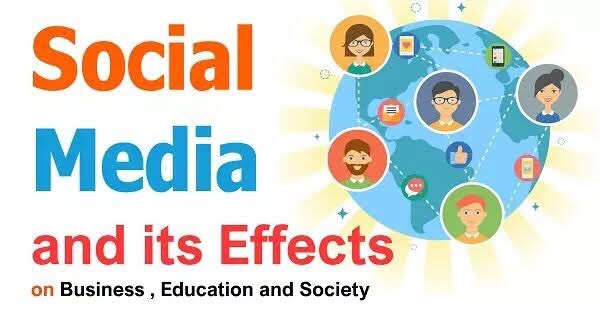 Social
Media
and its Effects
on Business , Education and Society